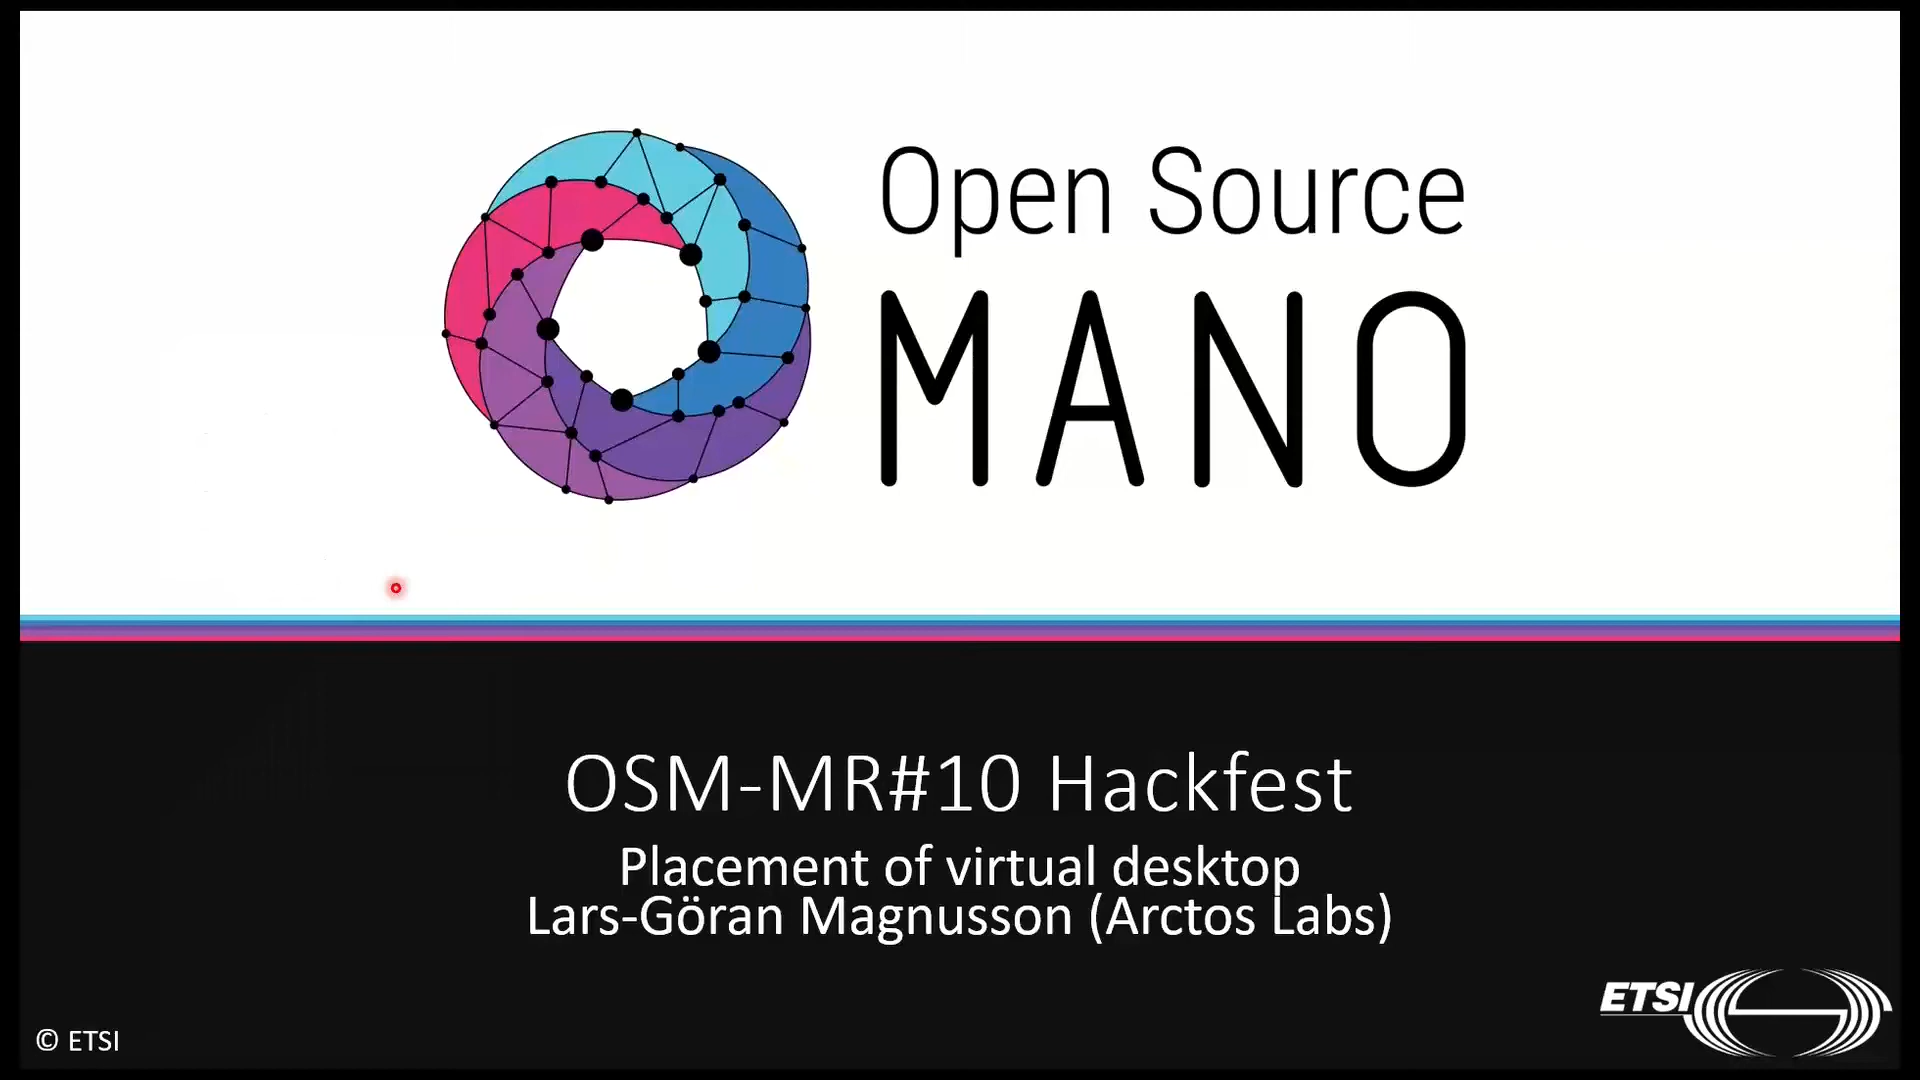 Open Source
MANO
OSM-MR#10 Hackfest
Placement of virtual desktop
Lars-Göran Magnusson (Arctos Labs)
ETSI
© ETSI